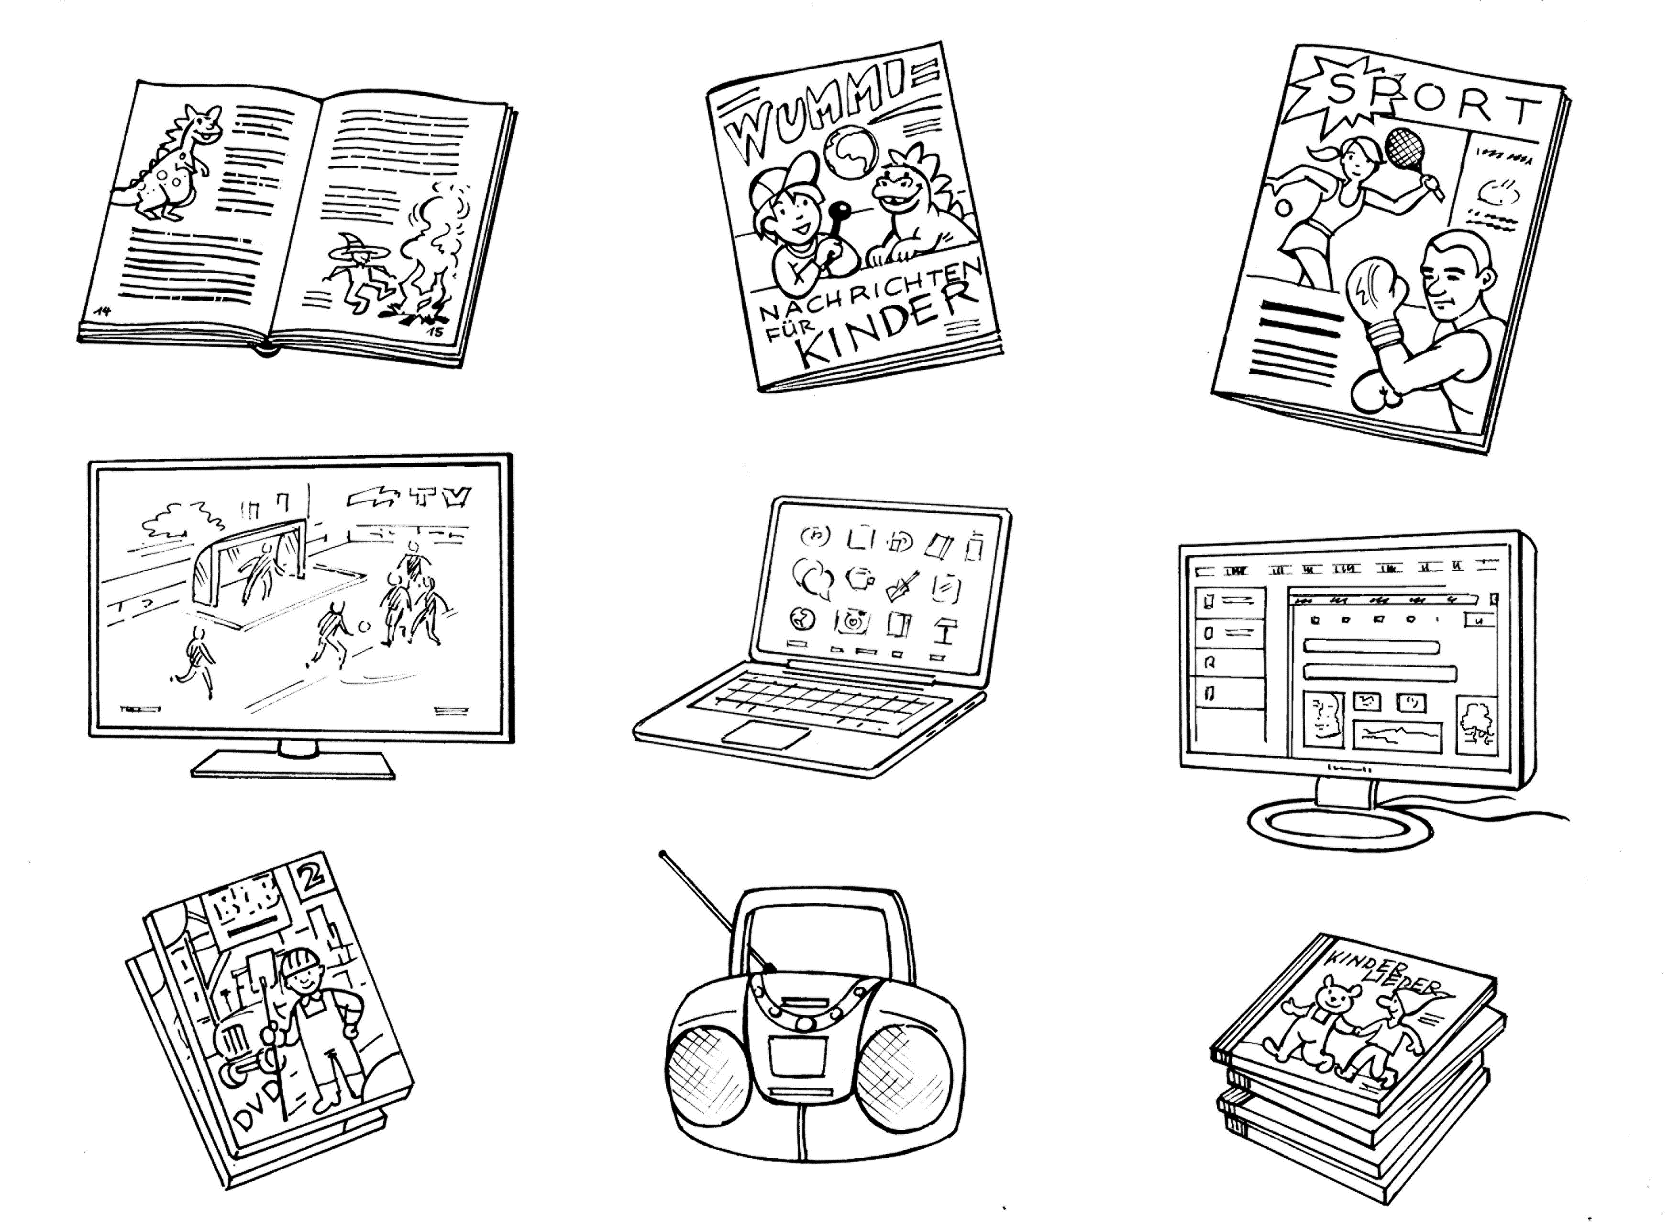 14
15
WUMMI
NACHRICHTEN
FÜR
KINDER
SPORT
TV
2
DVD
KINDER
LIEDER